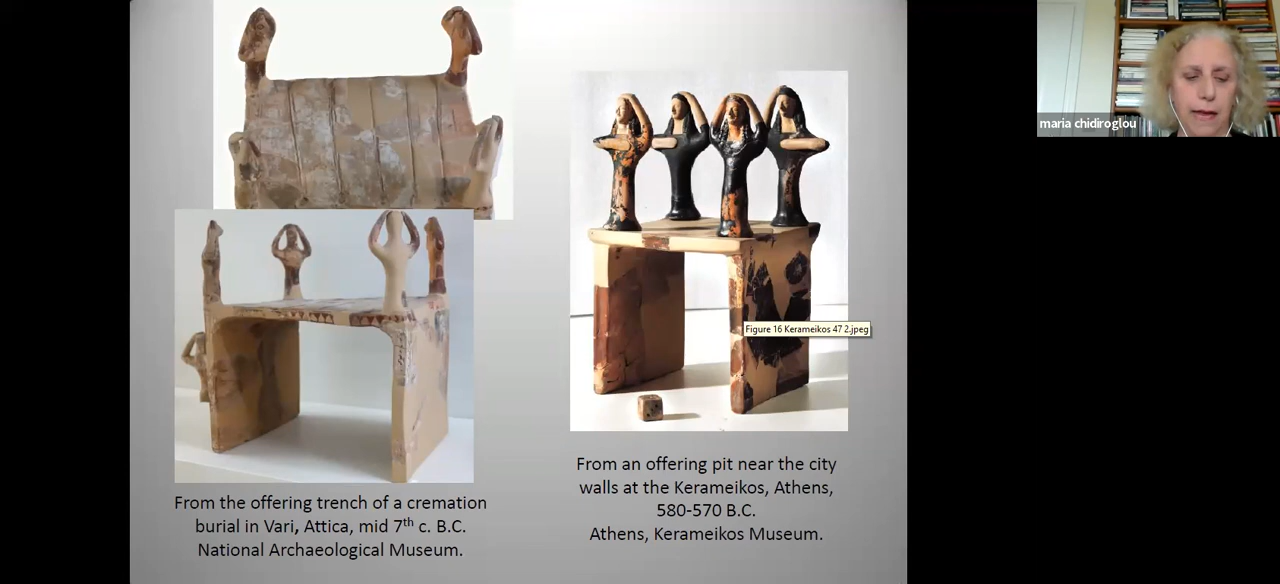 maria chidiroglou
Figure 16 Kerameikos 47 2.jpeg
From the offering trench of a cremation
burial in Vari, Attica, mid 7th c. B.C.
National Archaeological Museum.
From an offering pit near the city
walls at the Kerameikos, Athens,
580-570 B.C.
Athens, Kerameikos Museum.